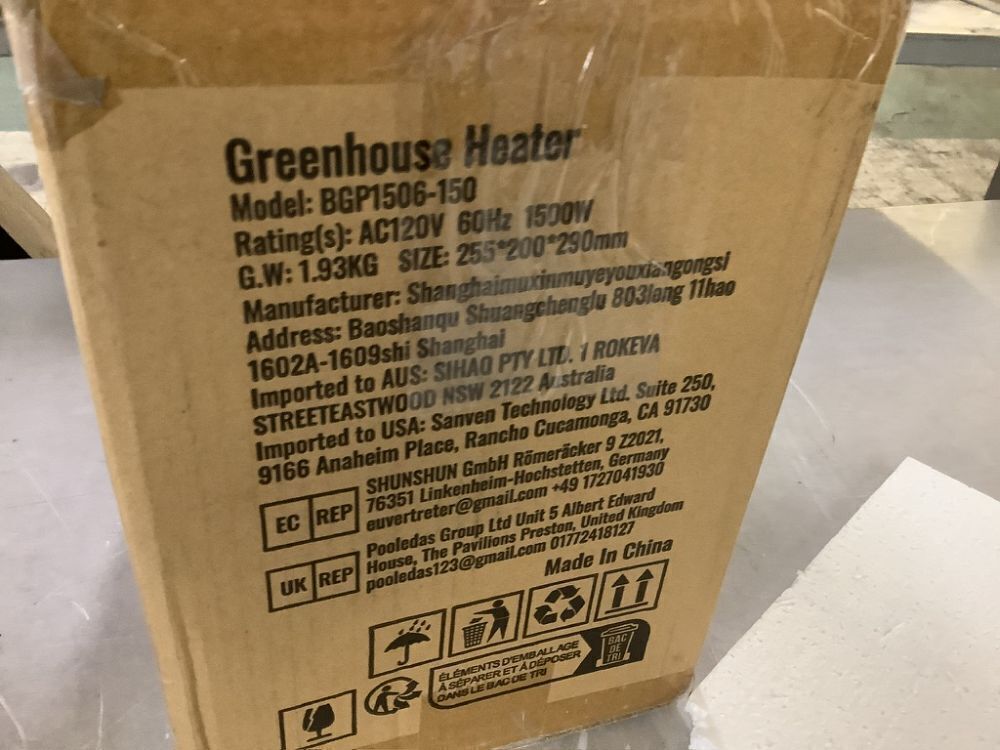 Greenhouse Heater
Model: BGP1506-150
Rating(s): AC120V 60Hz 1500W
G.W: 1.93KG SIZE: 255*200*290mm
Manufacturer: Shanghaimuxinmuyeyouxiangongsi
Address: Baoshanqu Shuangchenglu 803long 11hao
1602A-1609shi Shanghai
Imported to AUS: SIHAO PTY LTD. 1 ROKEVA
STREETEASTWOOD NSW 2122 Australia
Imported to USA: Sanven Technology Ltd. Suite 250,
9166 Anaheim Place, Rancho Cucamonga, CA 91730
EC REP
SHUNSHUN GmbH Römeräcker 9 Z2021,
76351 Linkenheim-Hochstetten, Germany
euvertreter@gmail.com +49 1727041930
UK REP
Pooledas Group Ltd Unit 5 Albert Edward
House, The Pavilions Preston, United Kingdom
pooledas123@gmail.com 01772418127
Made In China
ÉLÉMENTS D'EMBALLAGE
À SÉPARER ET À DÉPOSER
DANS LE BAC DE TRI
BAC
DE
TRI